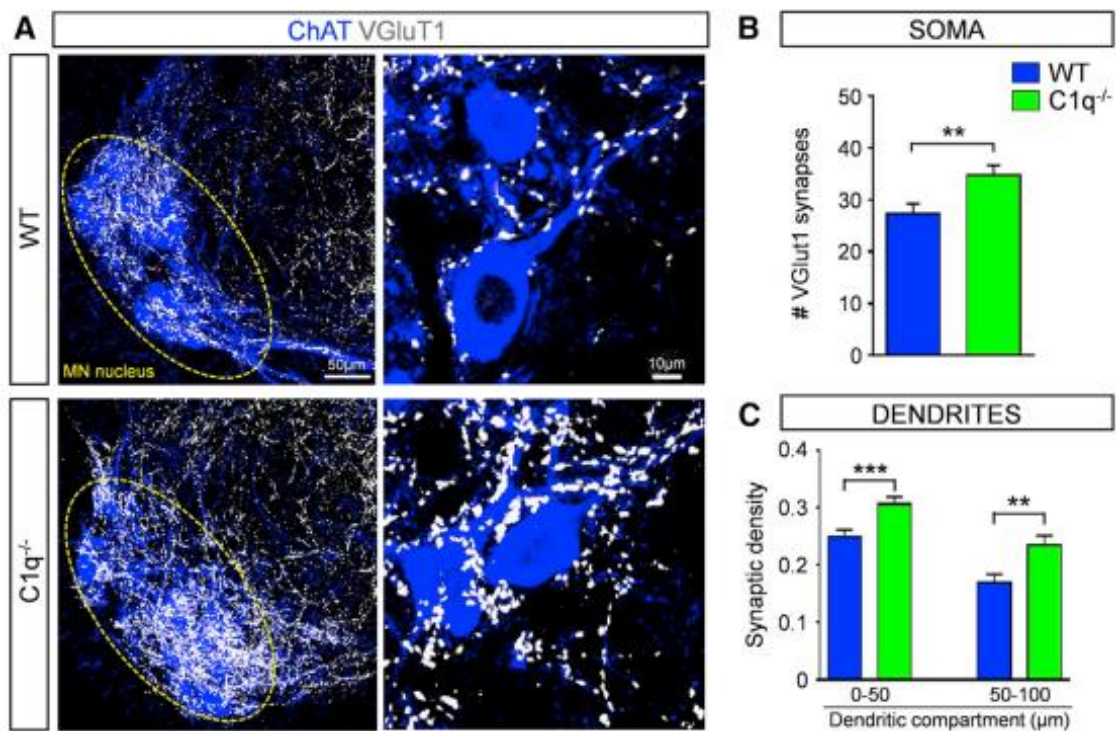 A
ChAT VGluT1
WT
MN nucleus
50µm
10µm
C1q-/-
B
SOMA
WT
C1q-/-
# VGlut1 synapses
50
40
30
20
10
0
**
C
DENDRITES
Synaptic density
0.4
0.3
0.2
0.1
0
***
**
0-50
50-100
Dendritic compartment (µm)